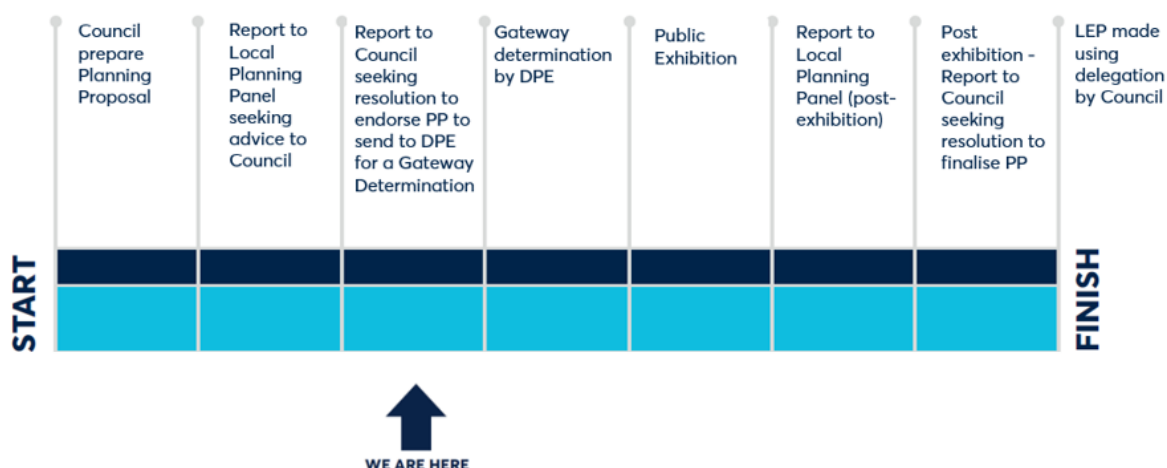 Council
prepare
Planning
Proposal
Report to
Local
Planning
Panel
seeking
advice to
Council
Report to
Council
seeking
resolution to
endorse PP to
send to DPE
for a Gateway
Determination
Gateway
determination
by DPE
Public
Exhibition
Report to
Local
Planning
Panel (post-
exhibition)
Post
exhibition -
Report to
Council
seeking
resolution to
finalise PP
LEP made
using
delegation
by Council
START
FINISH
WE ARE HERE